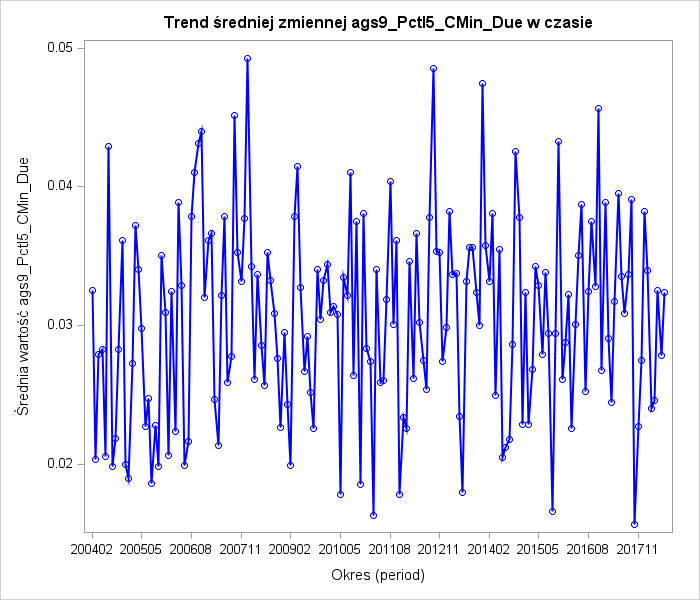 Trend średniej zmiennej ags9_Pctl5_CMin_Due w czasie
Średnia wartość ags9_Pctl5_CMin_Due
0.05
0.04
0.03
0.02
200402 200505 200608 200711 200902 201005 201108 201211 201402 201505 201608 201711
Okres (period)